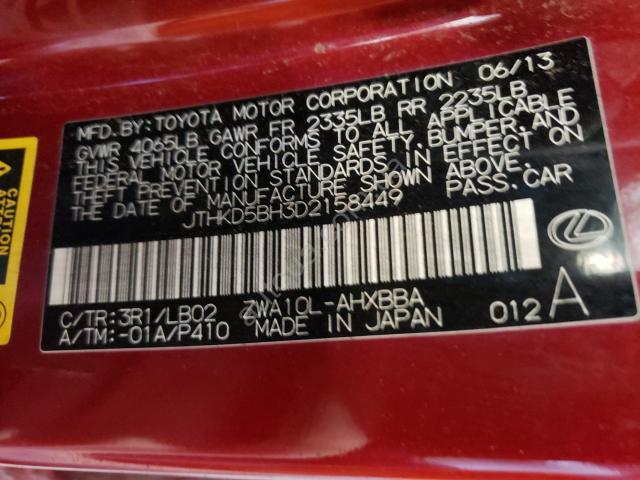 MFD.BY:TOYOTA MOTOR CORPORATION 06/13
GVWR 4065LB GAWR FR 2335LB RR 2235LB
THIS VEHICLE CONFORMS TO ALL APPLICABLE
FEDERAL MOTOR VEHICLE SAFETY, BUMPER, AND
THEFT PREVENTION STANDARDS IN EFFECT ON
THE DATE OF MANUFACTURE SHOWN ABOVE.
JTHKD5BH3D2158449 PASS.CAR
C/TR:3R1/LB02 ZWA10L-AHXBBA
A/TM:-01A/P410 MADE IN JAPAN 012 A
CAUTION